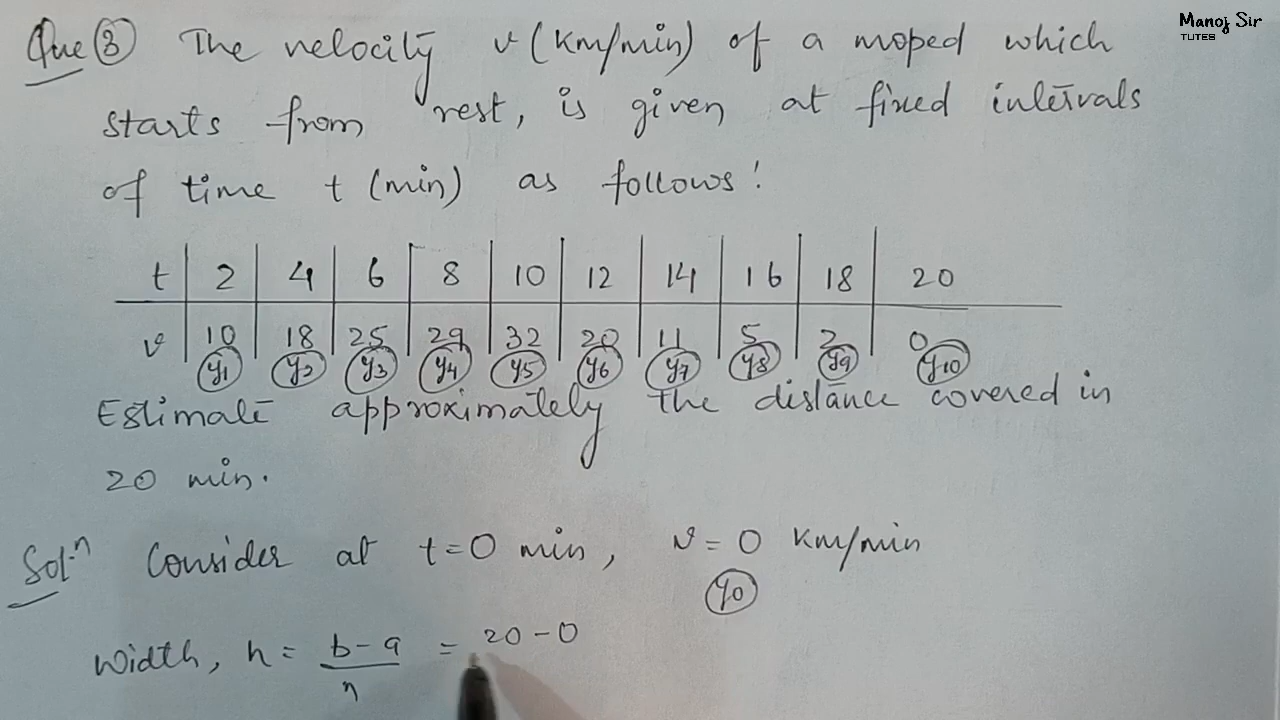 Manoj Sir
TUTES
Que ③ The velocity v (km/min) of a moped which
starts from rest, is given at fixed intervals
of time t (min) as follows:
t 2 4 6 8 10 12 14 16 18 20
v 10 18 25 29 32 20 11 5 2 0
y1 y2 y3 y4 y5 y6 y7 y8 y9 y10
Estimate approximately the distance covered in
20 min.
Sol.n Consider at t=0 min, v=0 km/min
y0
Width, h = b-a/n = 20-0